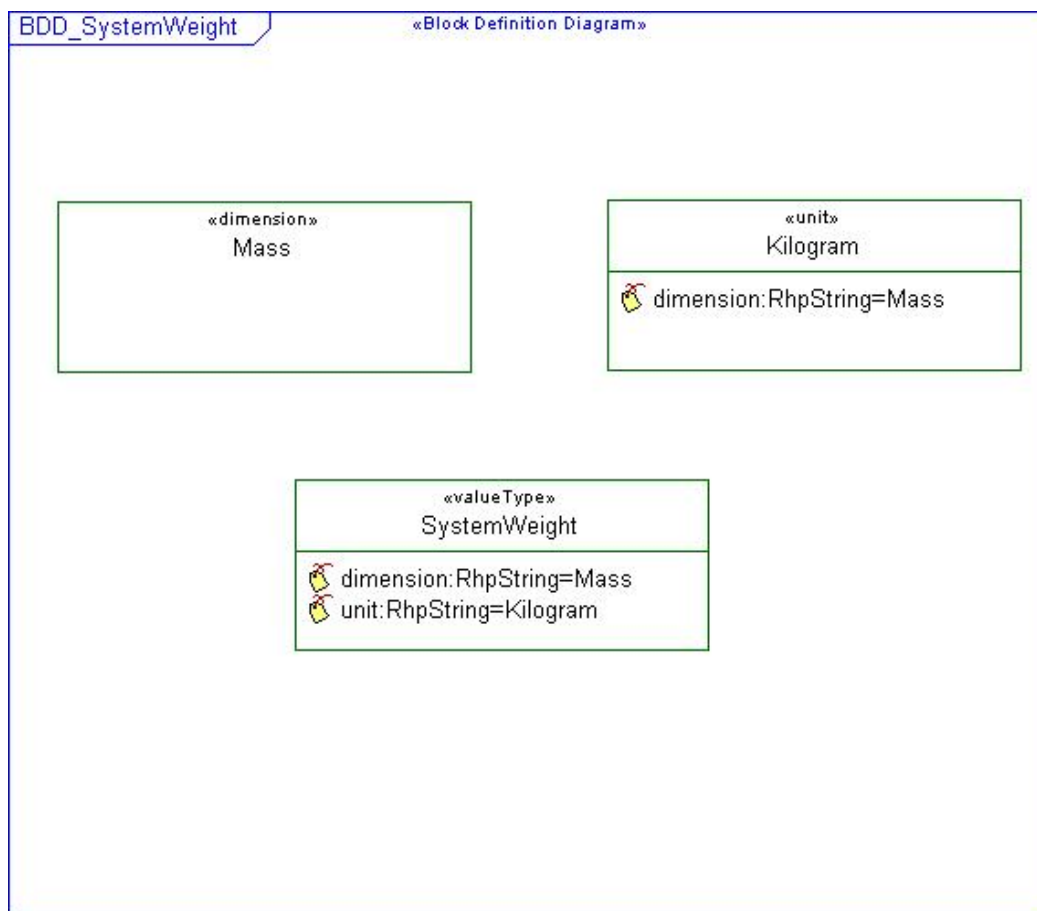 BDD_SystemWeight
«Block Definition Diagram»
«dimension»
Mass
«unit»
Kilogram
dimension:RhpString=Mass
«valueType»
SystemWeight
dimension:RhpString=Mass
unit:RhpString=Kilogram